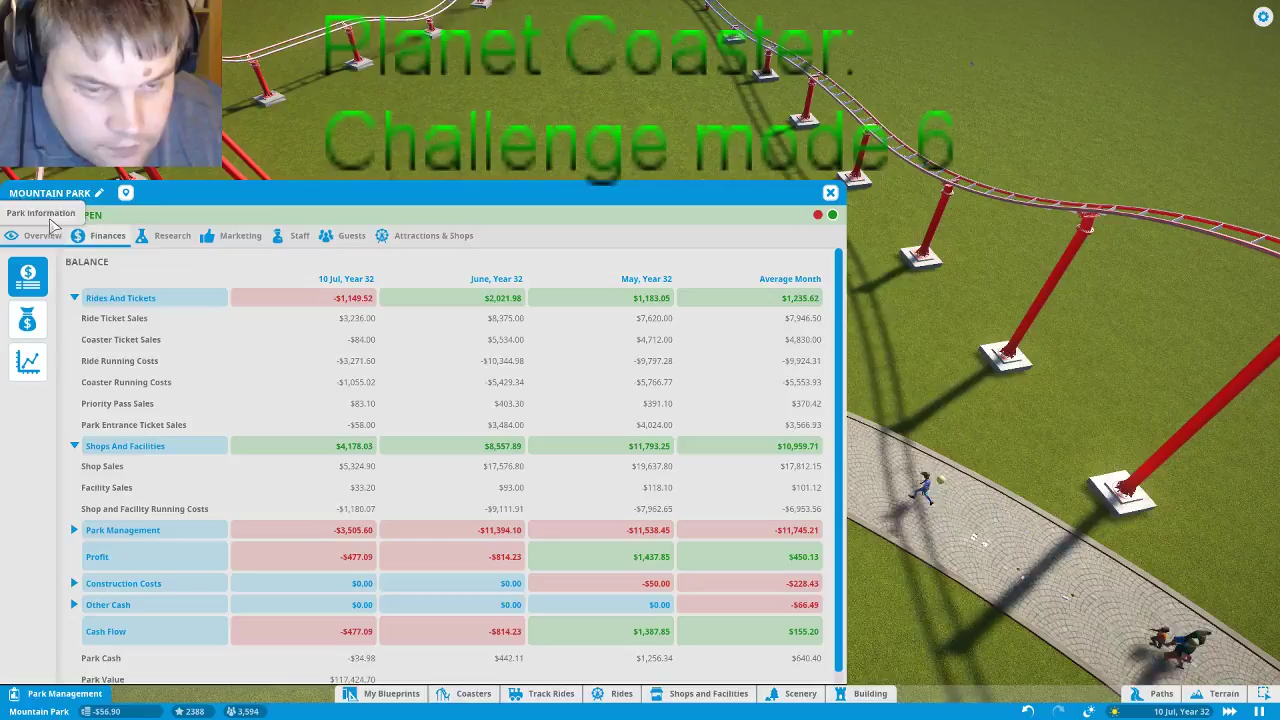 Planet Coaster:
Challenge mode 6
MOUNTAIN PARK
Park Information
PEN
Overview Finances Research Marketing Staff Guests Attractions & Shops
BALANCE
10 Jul, Year 32 June, Year 32 May, Year 32 Average Month
Rides And Tickets -$1,149.52 $2,021.98 $1,183.05 $1,235.62
Ride Ticket Sales $3,236.00 $8,375.00 $7,620.00 $7,946.50
Coaster Ticket Sales -$84.00 $5,534.00 $4,712.00 $4,830.00
Ride Running Costs -$3,271.60 -$10,344.98 -$9,797.28 -$9,924.31
Coaster Running Costs -$1,055.02 -$5,429.34 -$5,766.77 -$5,553.93
Priority Pass Sales $83.10 $403.30 $391.10 $370.42
Park Entrance Ticket Sales -$58.00 $3,484.00 $4,024.00 $3,566.93
Shops And Facilities $4,178.03 $8,557.89 $11,793.25 $10,959.71
Shop Sales $5,324.90 $17,576.80 $19,637.80 $17,812.15
Facility Sales $33.20 $93.00 $118.10 $101.12
Shop and Facility Running Costs -$1,180.07 -$9,111.91 -$7,962.65 -$6,953.56
Park Management -$3,505.60 -$11,394.10 -$11,538.45 -$11,745.21
Profit -$477.09 -$814.23 $1,437.85 $450.13
Construction Costs $0.00 $0.00 -$50.00 -$228.43
Other Cash $0.00 $0.00 $0.00 -$66.49
Cash Flow -$477.09 -$814.23 $1,387.85 $155.20
Park Cash -$34.98 $442.11 $1,256.34 $640.40
Park Value $117,424.70
Park Management My Blueprints Coasters Track Rides Rides Shops and Facilities Scenery Building Paths Terrain
Mountain Park -$56.90 2388 3,594 10 Jul, Year 32